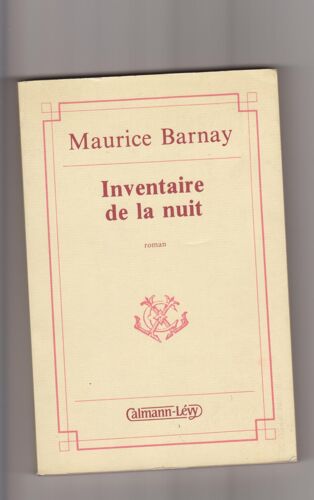 Maurice Barnay
Inventaire
de la nuit
roman
Calmann-Lévy